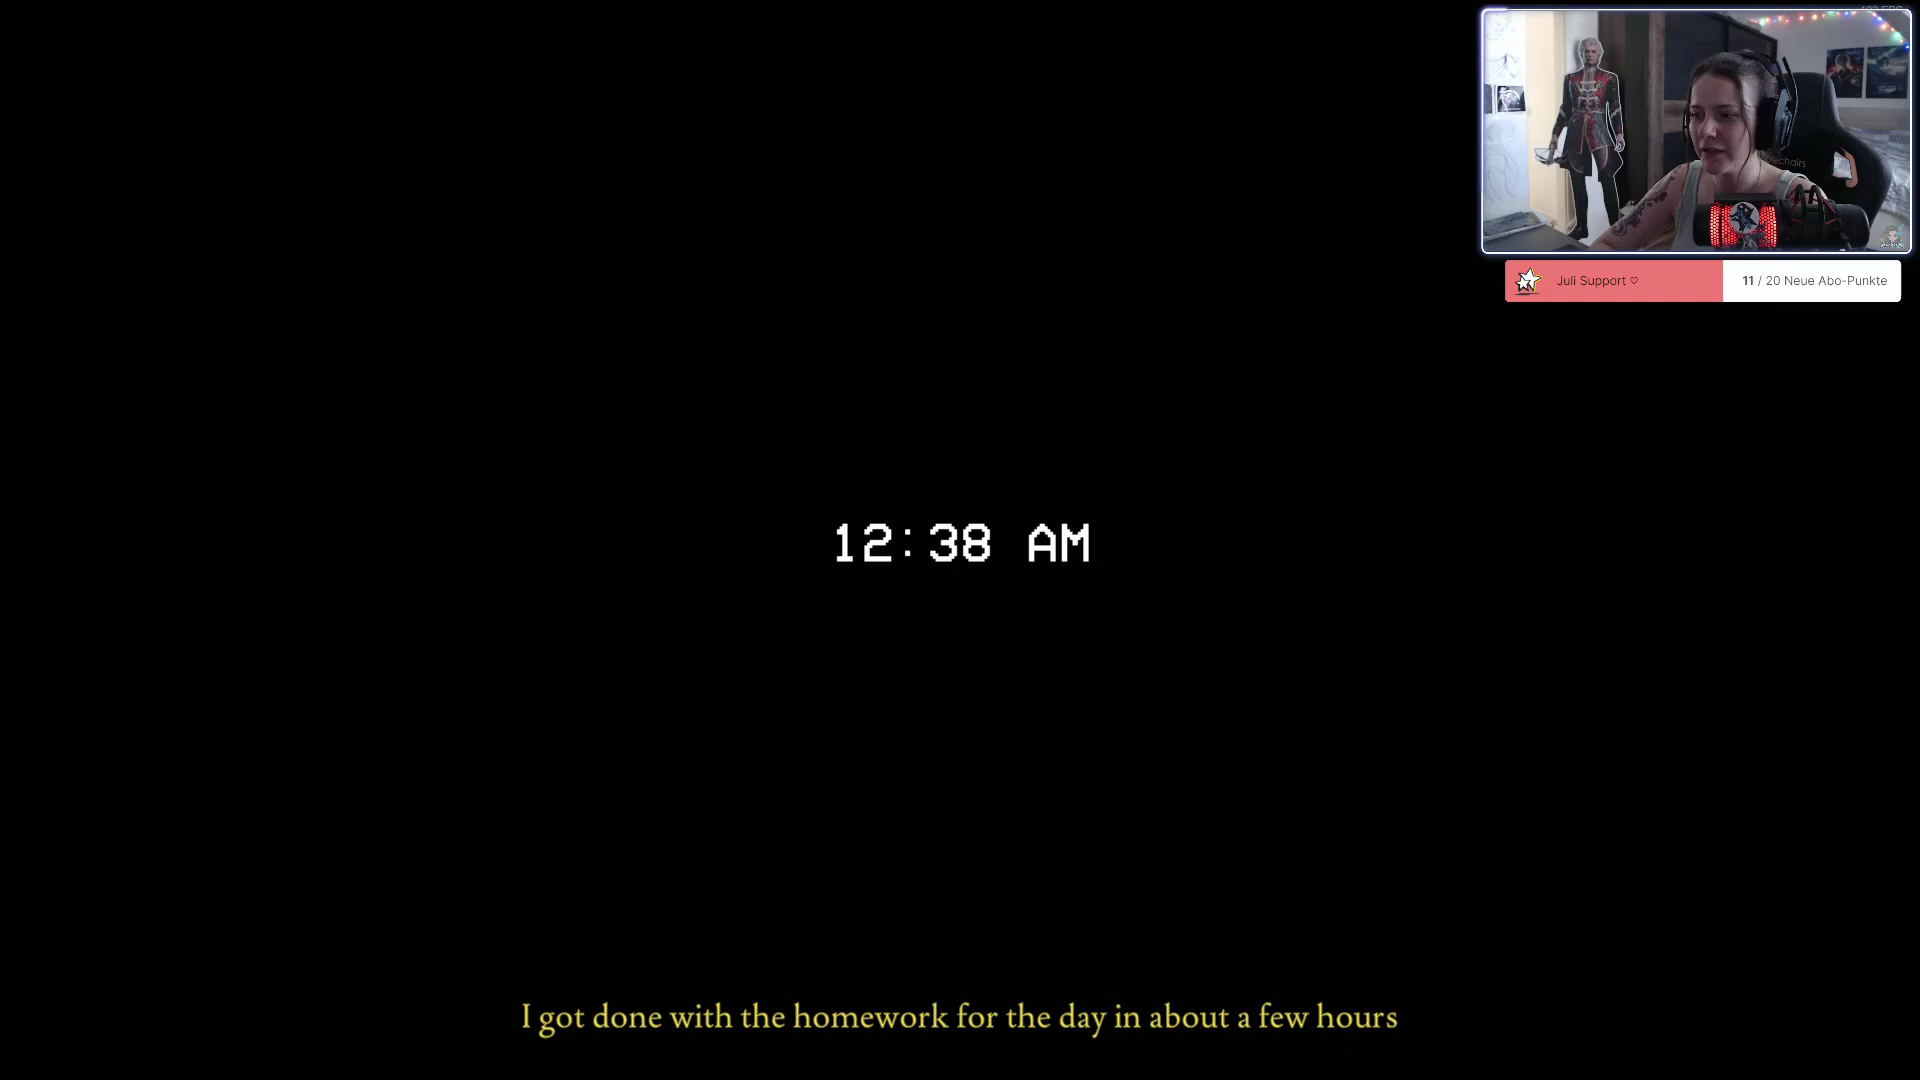 Juli Support ♡
11 / 20 Neue Abo-Punkte
12:38 AM
I got done with the homework for the day in about a few hours